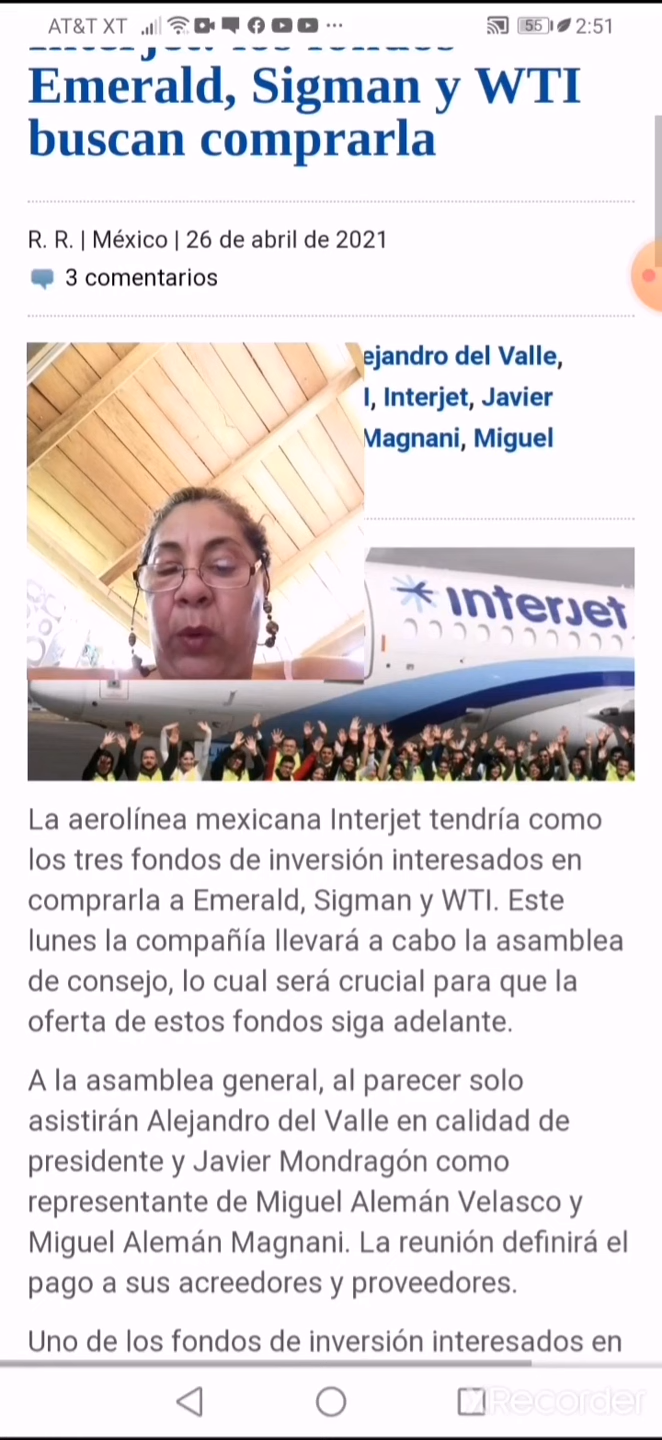 AT&T XT 55 2:51
Interjet: los fondos
Emerald, Sigman y WTI
buscan comprarla
R. R. | México | 26 de abril de 2021
3 comentarios
ejandro del Valle,
l, Interjet, Javier
Magnani, Miguel
interjet
La aerolínea mexicana Interjet tendría como
los tres fondos de inversión interesados en
comprarla a Emerald, Sigman y WTI. Este
lunes la compañía llevará a cabo la asamblea
de consejo, lo cual será crucial para que la
oferta de estos fondos siga adelante.
A la asamblea general, al parecer solo
asistirán Alejandro del Valle en calidad de
presidente y Javier Mondragón como
representante de Miguel Alemán Velasco y
Miguel Alemán Magnani. La reunión definirá el
pago a sus acreedores y proveedores.
Uno de los fondos de inversión interesados en
XRecorder